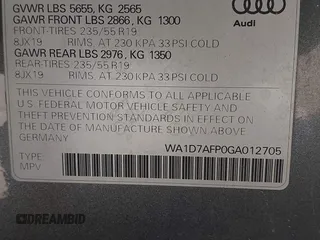 GVWR LBS 5655, KG 2565
GAWR FRONT LBS 2866, KG 1300
FRONT-TIRES 235/55 R19
8JX19 RIMS AT 230 KPA 33 PSI COLD
GAWR REAR LBS 2976, KG 1350
REAR-TIRES 235/55 R19
8JX19 RIMS AT 230 KPA 33 PSI COLD
Audi
THIS VEHICLE CONFORMS TO ALL APPLICABLE
U.S. FEDERAL MOTOR VEHICLE SAFETY AND
THEFT PREVENTION STANDARDS IN EFFECT ON
THE DATE OF MANUFACTURE SHOWN ABOVE.
GERMANY
TYPE:
MPV
WA1D7AFP0GA012705
DREAMBID